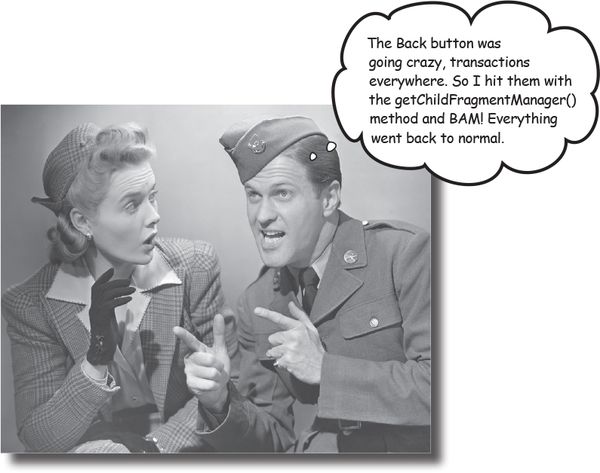 The Back button was
going crazy, transactions
everywhere. So I hit them with
the getChildFragmentManager()
method and BAM! Everything
went back to normal.